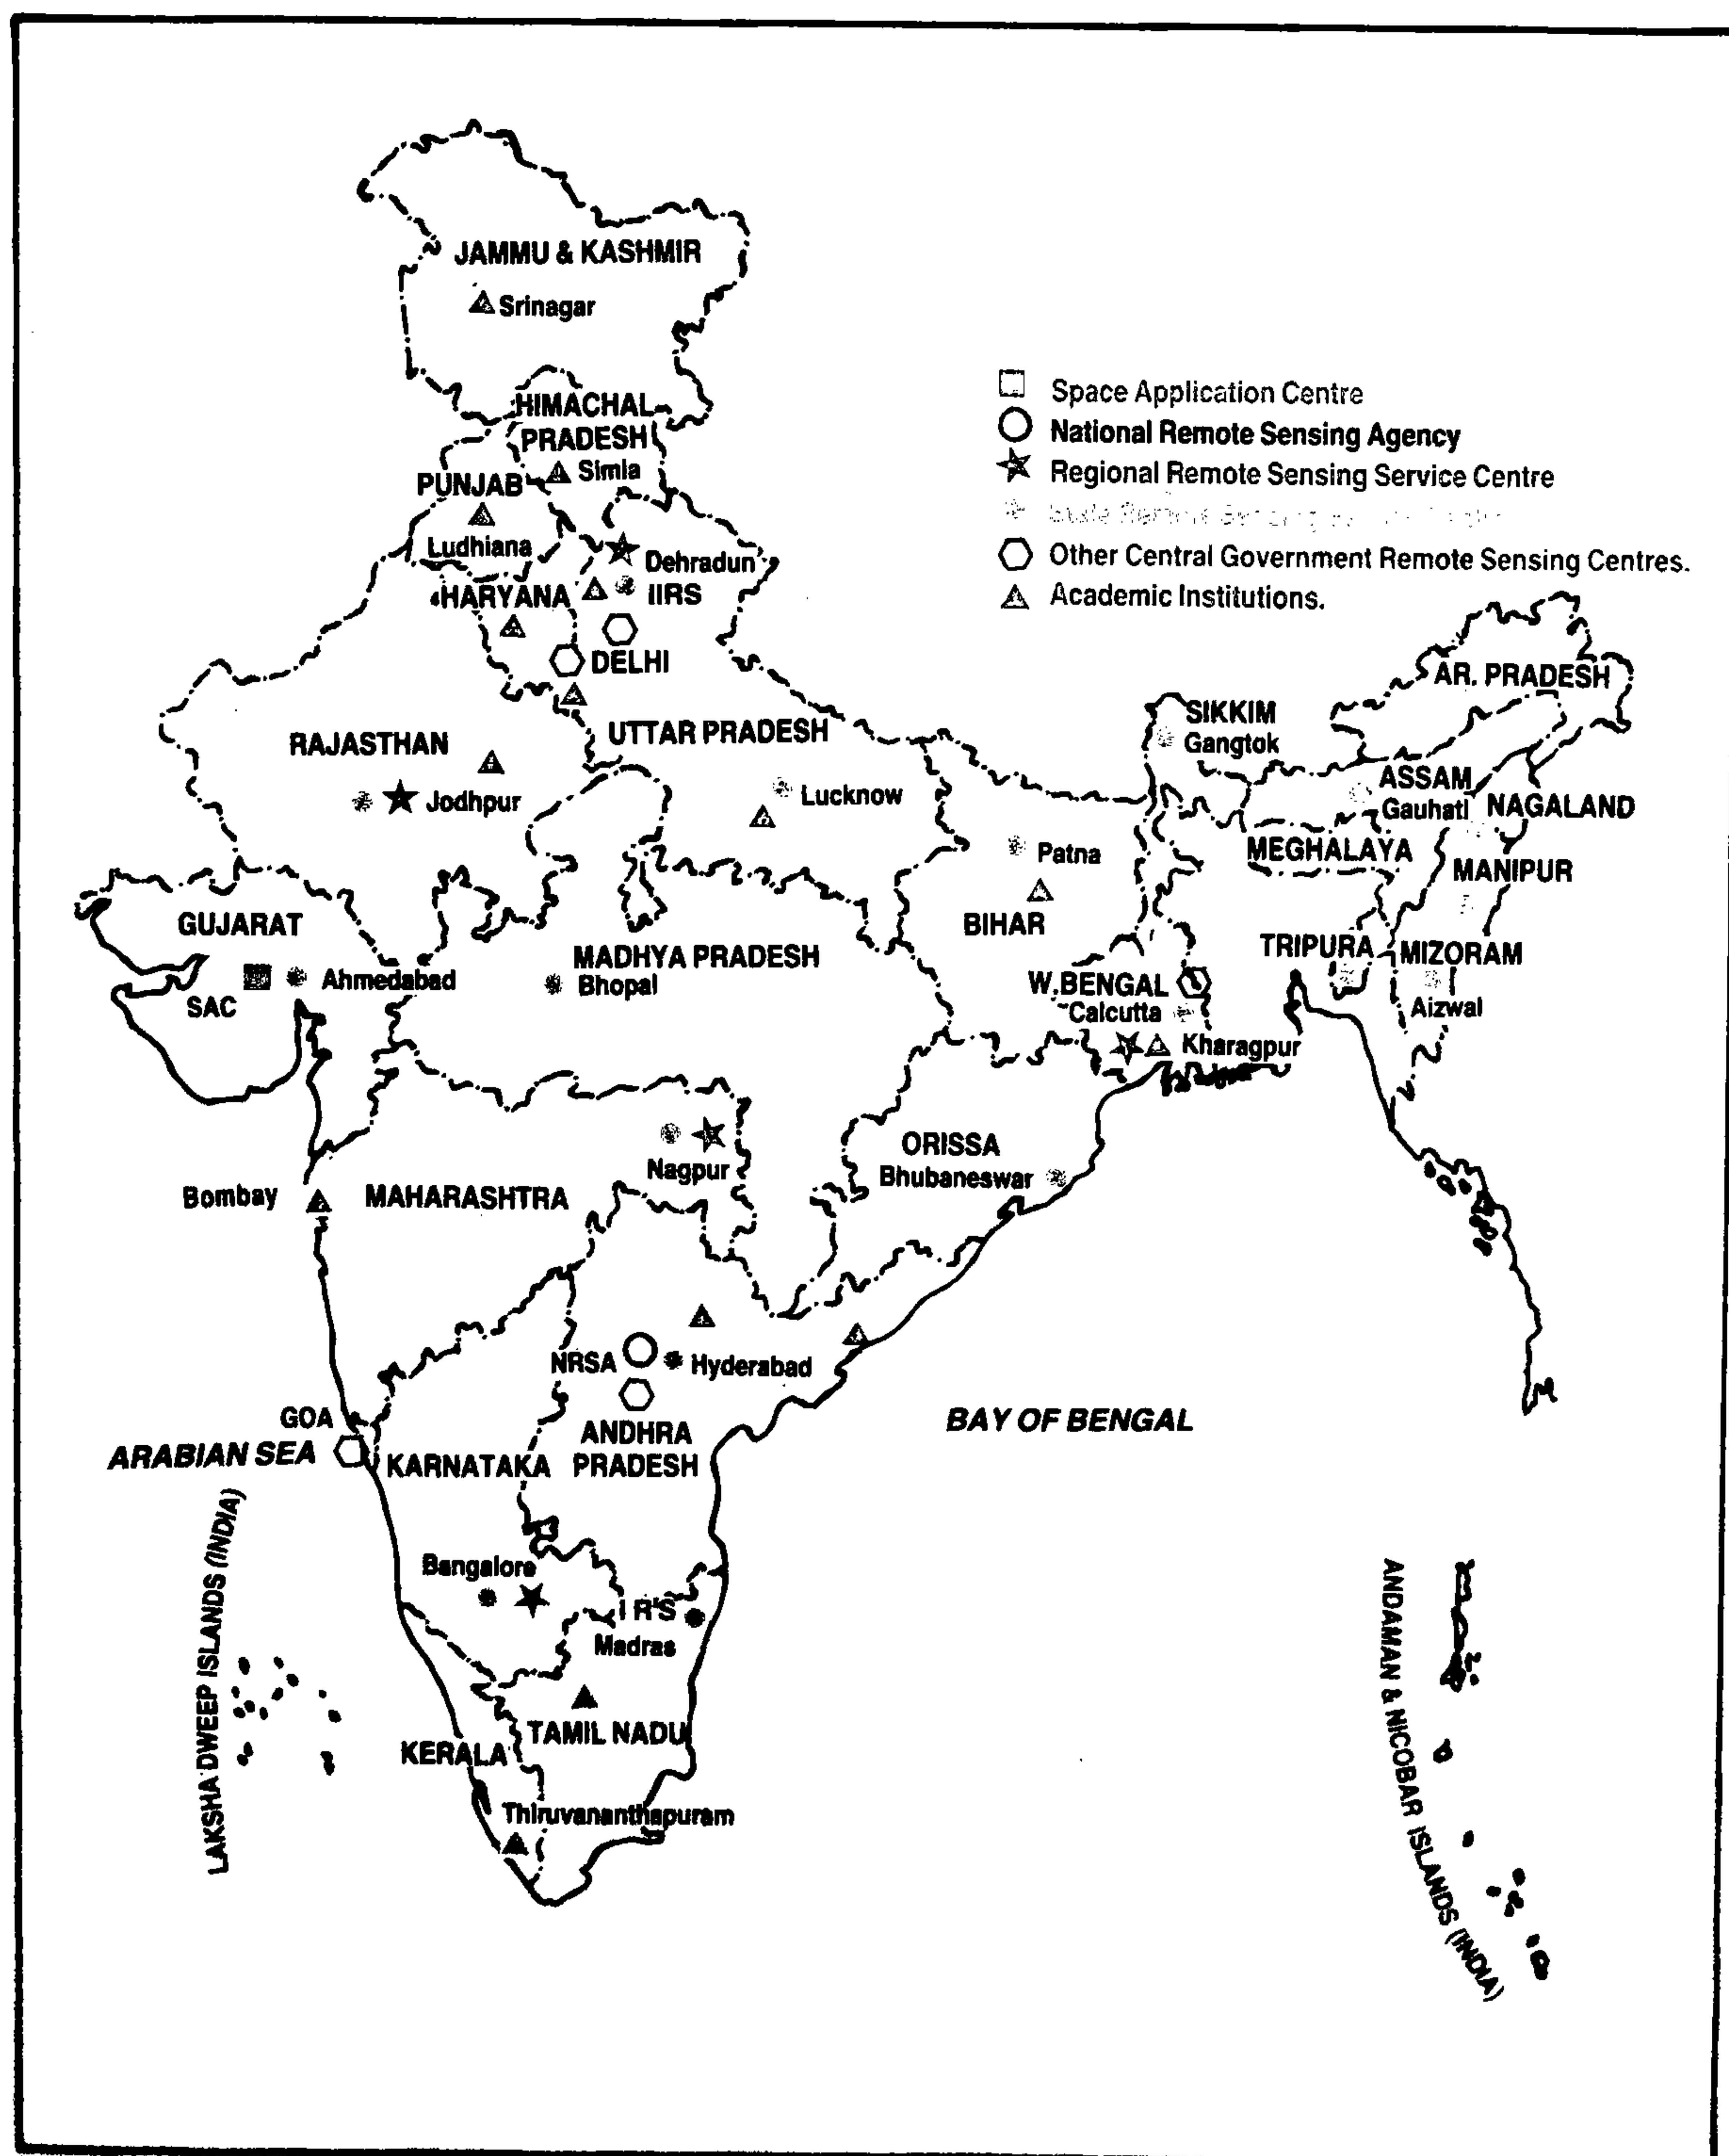 JAMMU & KASHMIR
Srinagar
HIMACHAL
PRADESH
Simla
PUNJAB
Ludhiana
Dehradun
HARYANA
IIRS
DELHI
Space Application Centre
National Remote Sensing Agency
Regional Remote Sensing Service Centre
Other Central Government Remote Sensing Centres.
Academic Institutions.
AR. PRADESH
SIKKIM
Gangtok
RAJASTHAN
UTTAR PRADESH
Jodhpur
Lucknow
ASSAM
Gauhati
NAGALAND
Patna
MEGHALAYA
MANIPUR
GUJARAT
BIHAR
MADHYA PRADESH
TRIPURA
MIZORAM
Ahmedabad
Bhopal
W.BENGAL
SAC
Calcutta
Aizwal
Kharagpur
ORISSA
Nagpur
Bhubaneswar
Bombay
MAHARASHTRA
NRSA
Hyderabad
GOA
BAY OF BENGAL
ANDHRA
PRADESH
ARABIAN SEA
KARNATAKA
LAKSHA DWEEP ISLANDS (INDIA)
Bangalore
I R'S
Madras
ANDAMAN & NICOBAR ISLANDS (INDIA)
TAMIL NADU
KERALA
Thiruvananthapuram